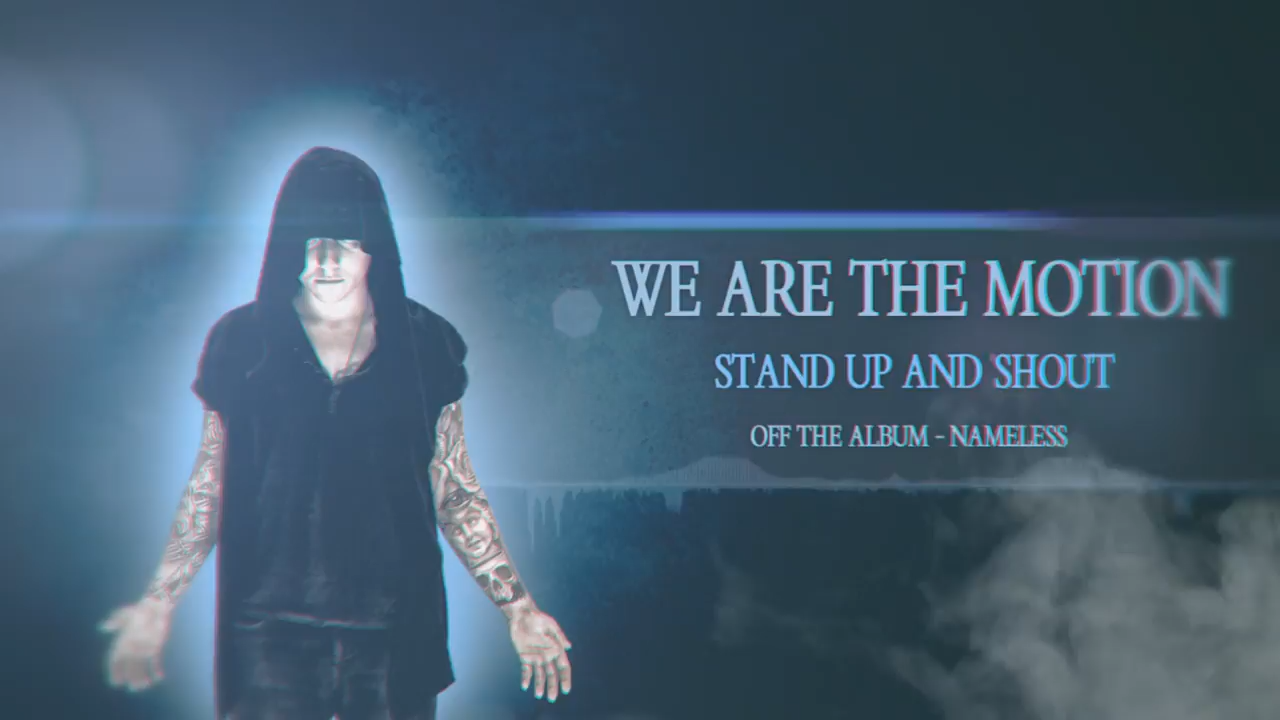 WE ARE THE MOTION
STAND UP AND SHOUT
OFF THE ALBUM - NAMELESS